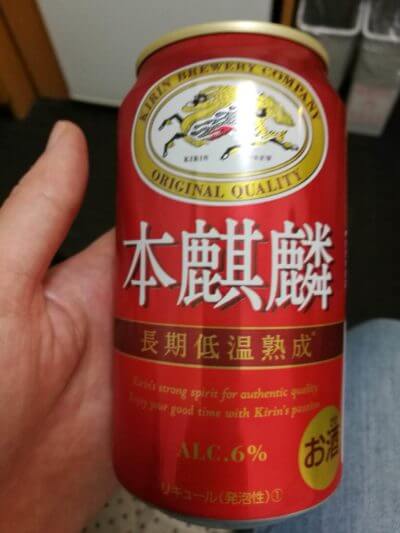 KIRIN BREWERY COMPANY
KIRIN BREW
ORIGINAL QUALITY
本麒麟
長期低温熟成
Kirin's strong spirit for authentic quality
Enjoy your good time with Kirin's passion
ALC.6%
お酒
リキュール(発泡性)①